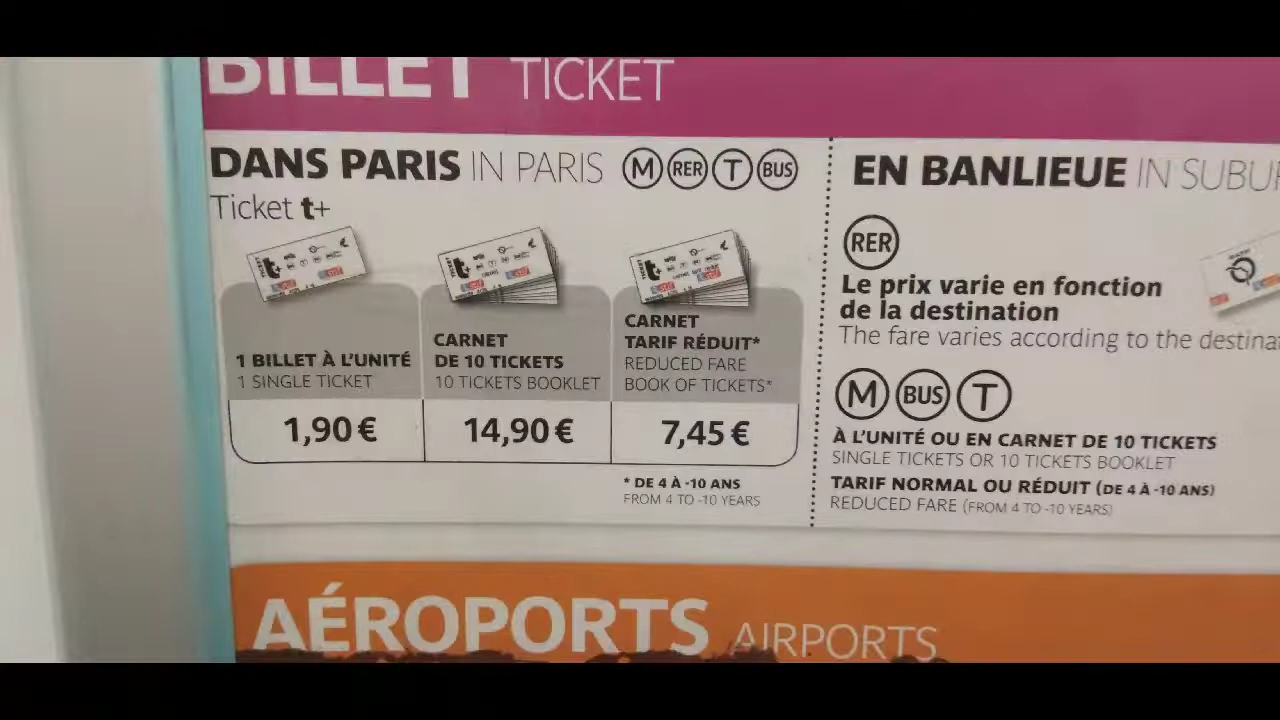 BILLET TICKET
DANS PARIS IN PARIS M RER T BUS
Ticket t+
1 BILLET À L'UNITÉ
1 SINGLE TICKET
1,90 €
CARNET
DE 10 TICKETS
10 TICKETS BOOKLET
14,90 €
CARNET
TARIF RÉDUIT*
REDUCED FARE
BOOK OF TICKETS*
7,45 €
* DE 4 À -10 ANS
FROM 4 TO -10 YEARS
EN BANLIEUE IN SUBUR
RER
Le prix varie en fonction
de la destination
The fare varies according to the destina
M BUS T
À L'UNITÉ OU EN CARNET DE 10 TICKETS
SINGLE TICKETS OR 10 TICKETS BOOKLET
TARIF NORMAL OU RÉDUIT (DE 4 À -10 ANS)
REDUCED FARE (FROM 4 TO -10 YEARS)
AÉROPORTS AIRPORTS